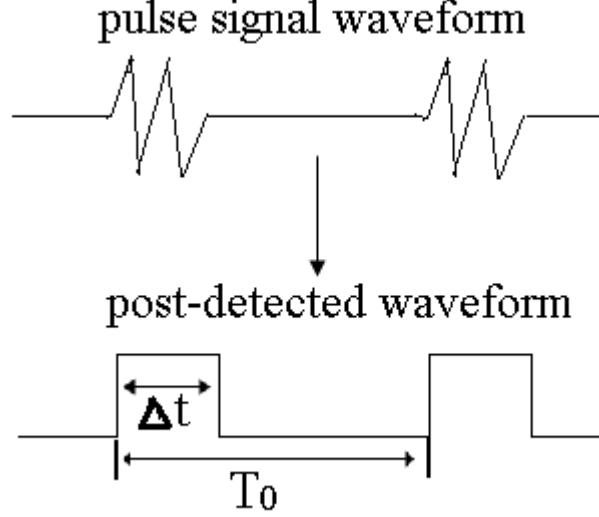 pulse signal waveform
post-detected waveform
Δt
T₀